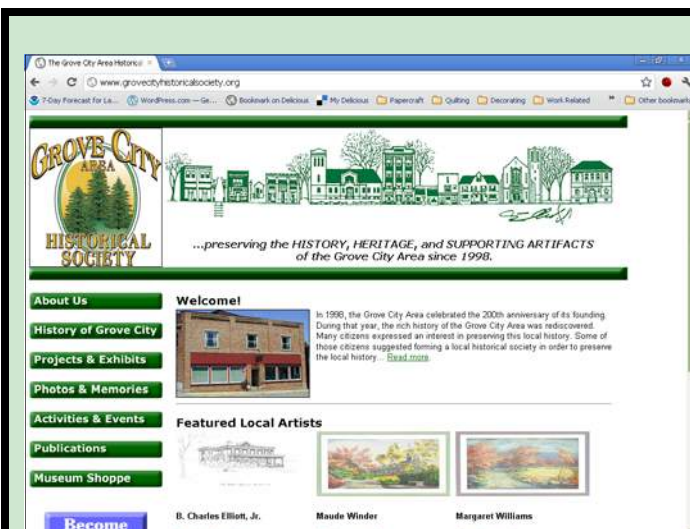 The Grove City Area Historica
www.grovecityhistoricalsociety.org
7-Day Forecast for La... WordPress.com — Ge... Bookmark on Delicious My Delicious Papercraft Quilting Decorating Work Related Other bookmarks
GROVE CITY
AREA
HISTORICAL
SOCIETY
...preserving the HISTORY, HERITAGE, and SUPPORTING ARTIFACTS
of the Grove City Area since 1998.
About Us
History of Grove City
Projects & Exhibits
Photos & Memories
Activities & Events
Publications
Museum Shoppe
Become
Welcome!
In 1998, the Grove City Area celebrated the 200th anniversary of its founding.
During that year, the rich history of the Grove City Area was rediscovered.
Many citizens expressed an interest in preserving this local history. Some of
those citizens suggested forming a local historical society in order to preserve
the local history... Read more.
Featured Local Artists
B. Charles Elliott, Jr. Maude Winder Margaret Williams